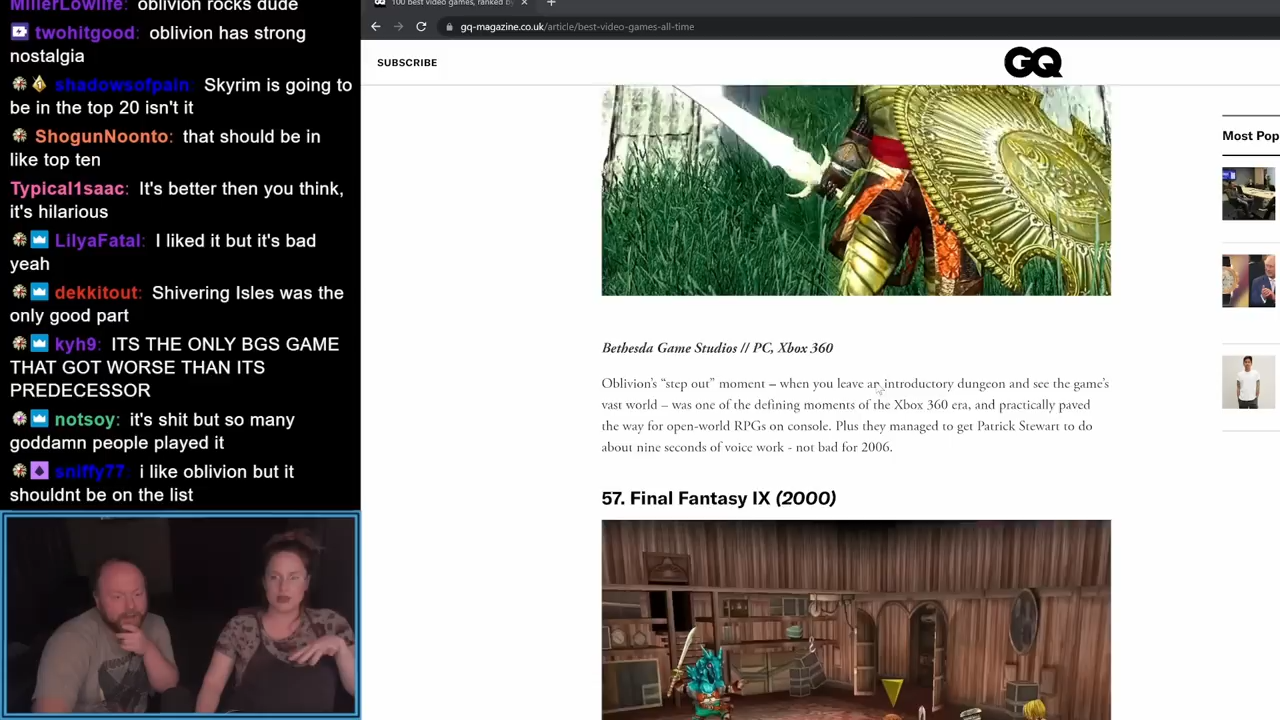 MillerLowlife: oblivion rocks dude
twohitgood: oblivion has strong
nostalgia
shadowsofpain: Skyrim is going to
be in the top 20 isn't it
ShogunNoonto: that should be in
like top ten
Typical1saac: It's better then you think,
it's hilarious
LilyaFatal: I liked it but it's bad
yeah
dekkitout: Shivering Isles was the
only good part
kyh9: ITS THE ONLY BGS GAME
THAT GOT WORSE THAN ITS
PREDECESSOR
notsoy: it's shit but so many
goddamn people played it
sniffy77: i like oblivion but it
shouldnt be on the list
100 best video games, ranked by
gq-magazine.co.uk/article/best-video-games-all-time
SUBSCRIBE
GQ
Bethesda Game Studios // PC, Xbox 360
Oblivion's “step out” moment – when you leave an introductory dungeon and see the game's
vast world – was one of the defining moments of the Xbox 360 era, and practically paved
the way for open-world RPGs on console. Plus they managed to get Patrick Stewart to do
about nine seconds of voice work - not bad for 2006.
57. Final Fantasy IX (2000)
Most Pop